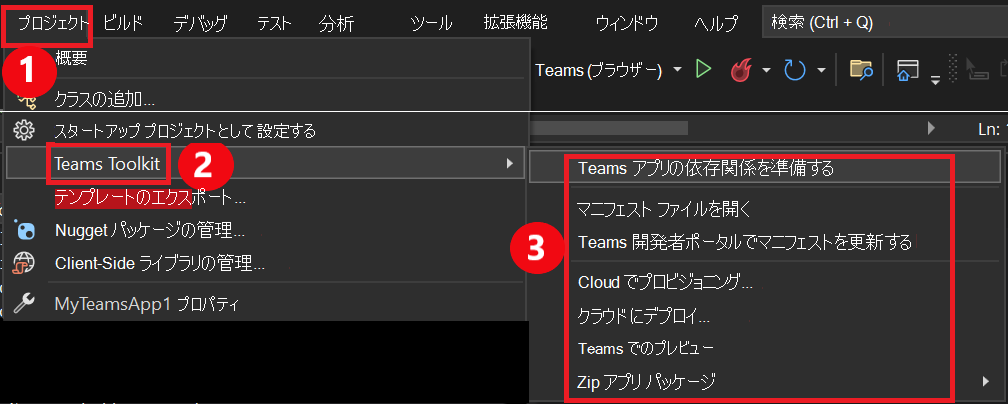 プロジェクト ビルド デバッグ テスト 分析 ツール 拡張機能 ウィンドウ ヘルプ 検索 (Ctrl + Q)
1
概要
Teams (ブラウザー)
クラスの追加...
スタートアップ プロジェクトとして設定する
Ln:
Teams Toolkit
2
テンプレートのエクスポート...
Nugget パッケージの管理...
Client-Side ライブラリの管理...
MyTeamsApp1 プロパティ
3
Teams アプリの依存関係を準備する
マニフェスト ファイルを開く
Teams 開発者ポータルでマニフェストを更新する
Cloud でプロビジョニング...
クラウドにデプロイ...
Teams でのプレビュー
Zip アプリ パッケージ